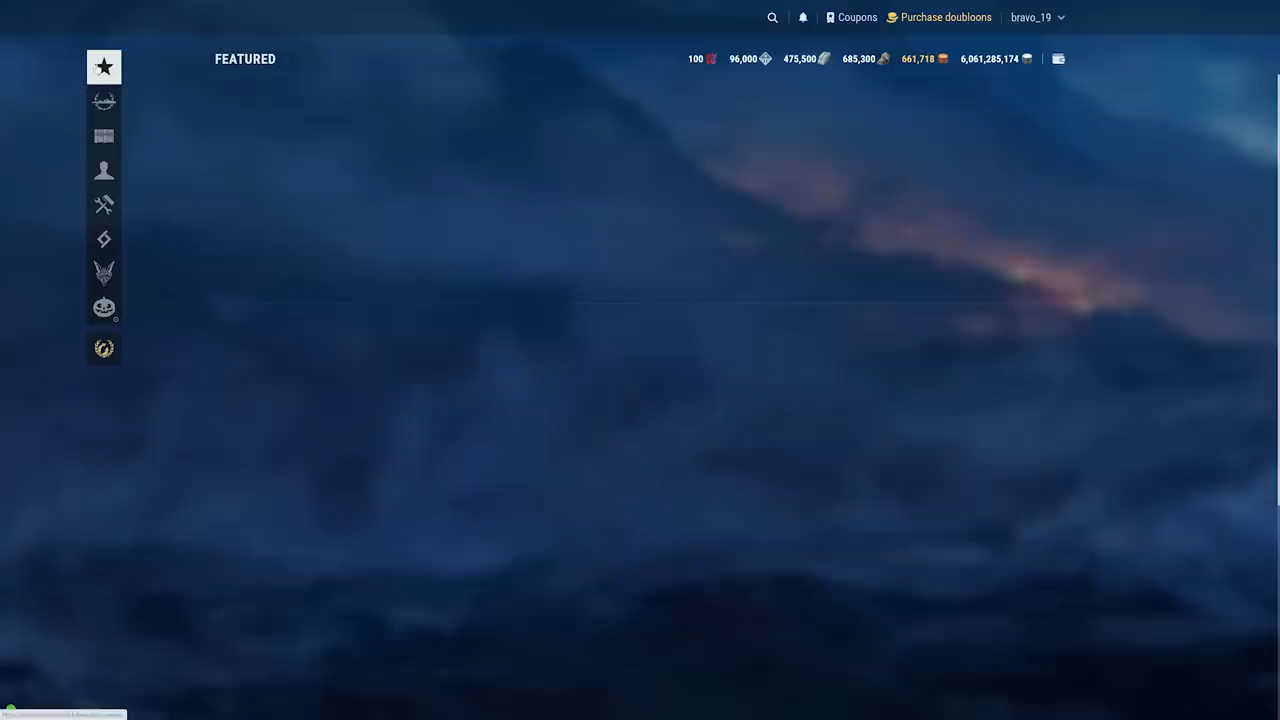 Coupons Purchase doubloons bravo_19
FEATURED 100 96,000 475,500 685,300 661,718 6,061,285,174